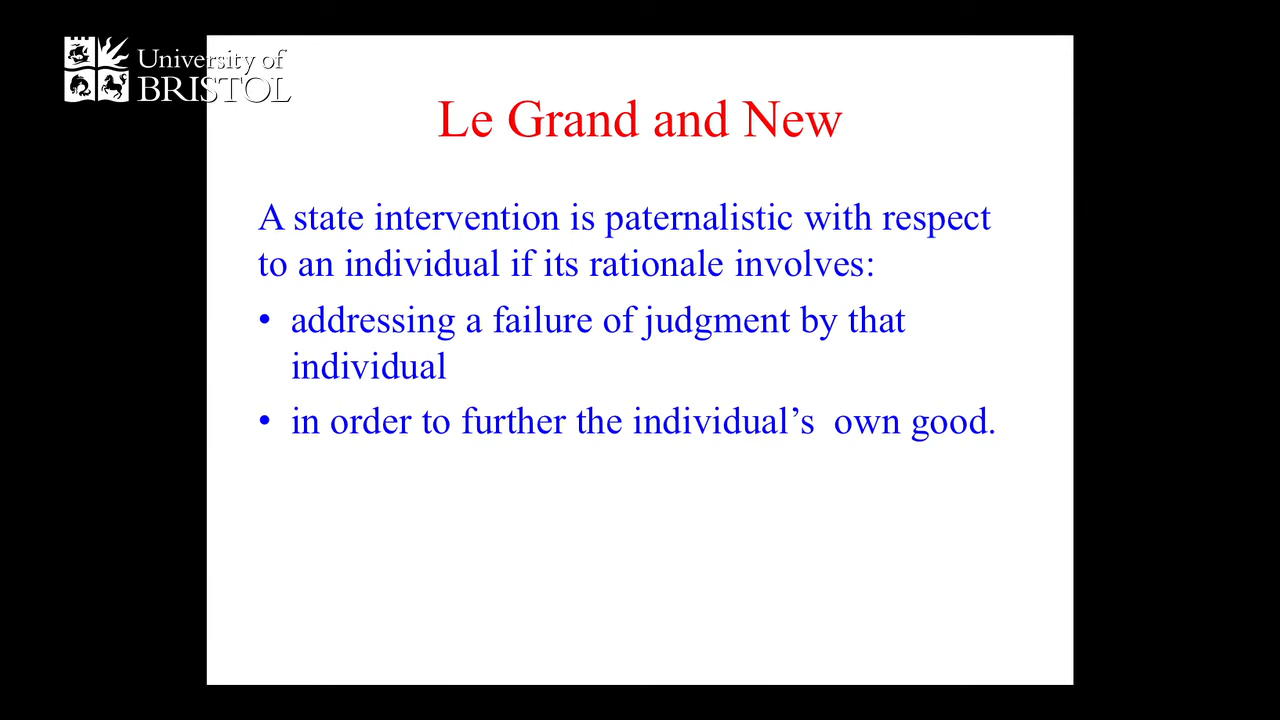 University of
BRISTOL
Le Grand and New
A state intervention is paternalistic with respect
to an individual if its rationale involves:
• addressing a failure of judgment by that
individual
• in order to further the individual’s  own good.